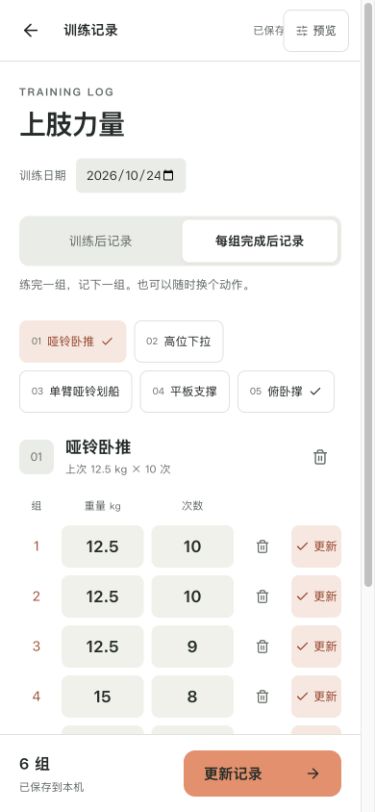 训练记录
已保存
预览
TRAINING LOG
上肢力量
训练日期 2026/10/24
训练后记录 每组完成后记录
练完一组，记下一组。也可以随时换个动作。
01 哑铃卧推 02 高位下拉
03 单臂哑铃划船 04 平板支撑 05 俯卧撑
01 哑铃卧推
上次 12.5 kg × 10 次
组 重量 kg 次数
1 12.5 10 更新
2 12.5 10 更新
3 12.5 9 更新
4 15 8 更新
6 组
已保存到本机
更新记录